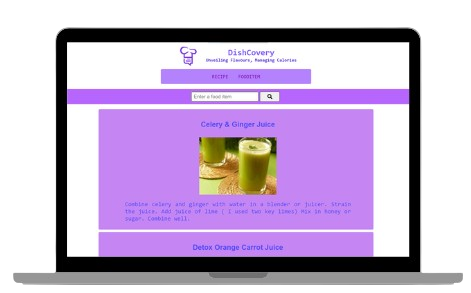 DishCovery
Unveiling Flavours, Managing Calories
RECIPE FOODITEM
Enter a food item
Celery & Ginger Juice
Combine celery and ginger with water in a blender or juicer. Strain
the juice. Add juice of lime ( i used two key limes) Mix in honey or
sugar. Combine well.
Detox Orange Carrot Juice